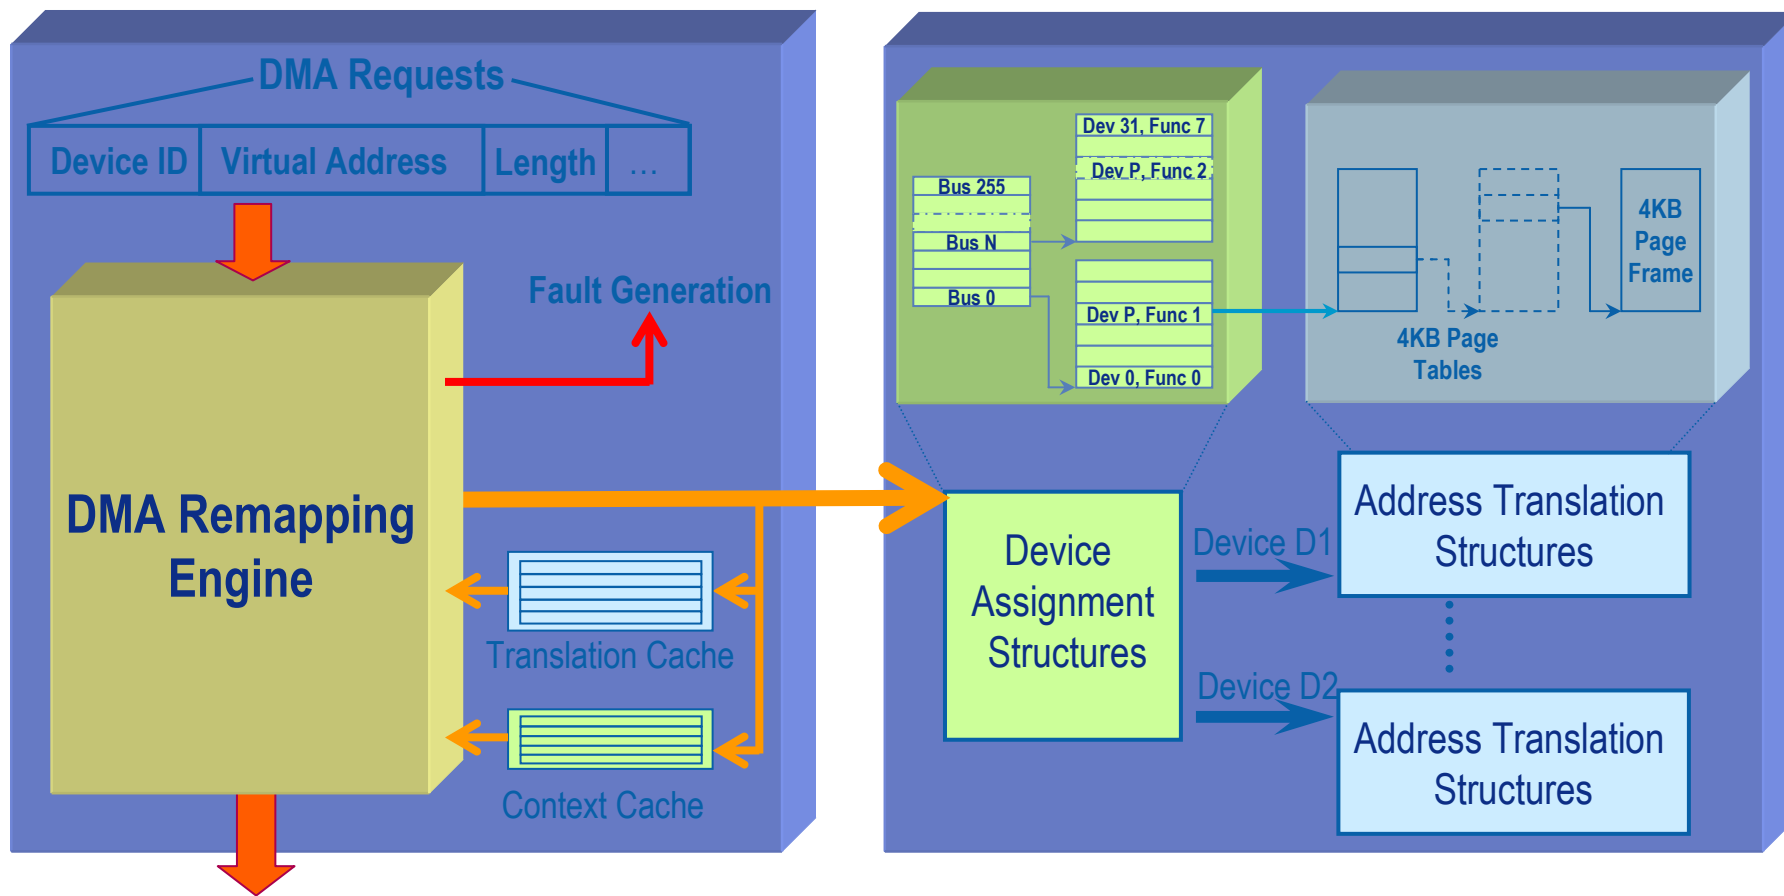 DMA Requests
Device ID
Virtual Address
Length
...
Fault Generation
DMA Remapping
Engine
Translation Cache
Context Cache
Bus 255
Bus N
Bus 0
Dev 31, Func 7
Dev P, Func 2
Dev P, Func 1
Dev 0, Func 0
4KB Page
Tables
4KB
Page
Frame
Device
Assignment
Structures
Device D1
Device D2
Address Translation
Structures
Address Translation
Structures